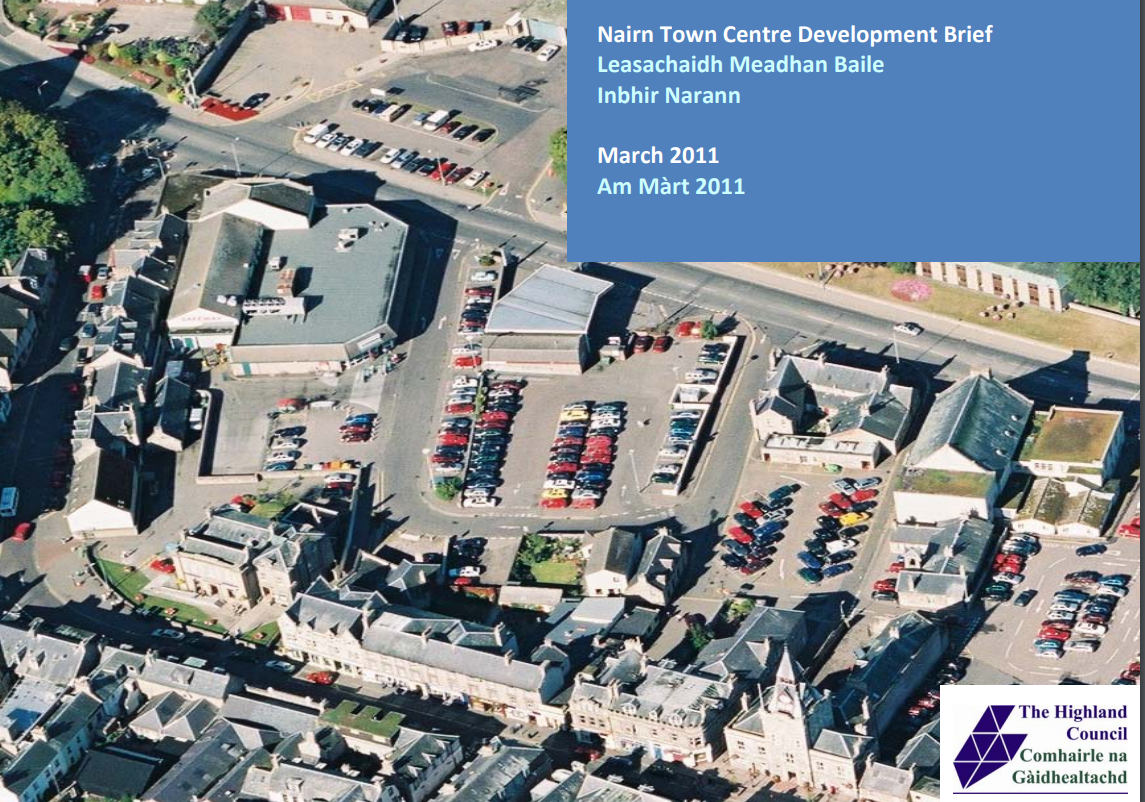 Nairn Town Centre Development Brief
Leasachaidh Meadhan Baile
Inbhir Narann
March 2011
Am Màrt 2011
The Highland
Council
Comhairle na
Gàidhealtachd